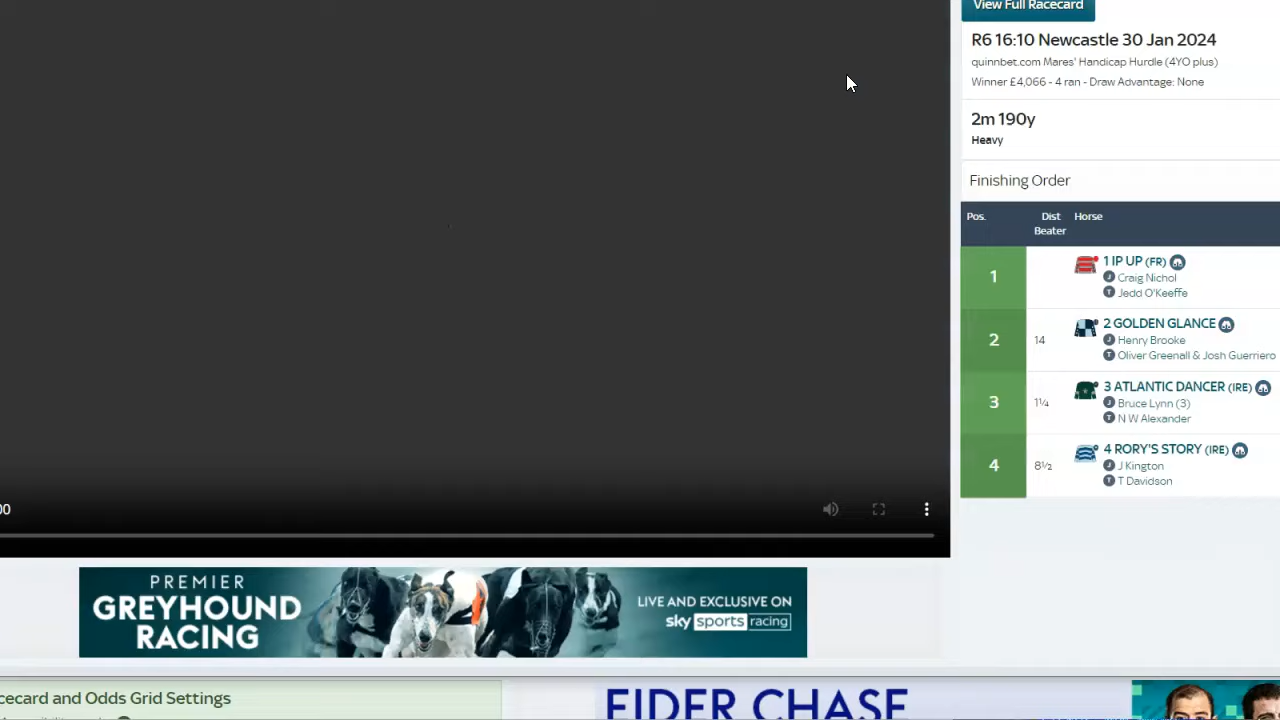 View Full Racecard
R6 16:10 Newcastle 30 Jan 2024
quinnbet.com Mares' Handicap Hurdle (4YO plus)
Winner £4,066 - 4 ran - Draw Advantage: None
2m 190y
Heavy
Finishing Order
Pos. Dist Beater Horse
1 1 IP UP (FR)
J Craig Nichol
T Jedd O'Keeffe
2 14 2 GOLDEN GLANCE
J Henry Brooke
T Oliver Greenall & Josh Guerriero
3 1¼ 3 ATLANTIC DANCER (IRE)
J Bruce Lynn (3)
T N W Alexander
4 8½ 4 RORY'S STORY (IRE)
J J Kington
T T Davidson
00
PREMIER
GREYHOUND
RACING
LIVE AND EXCLUSIVE ON
sky sports racing
cecard and Odds Grid Settings
EIDER CHASE